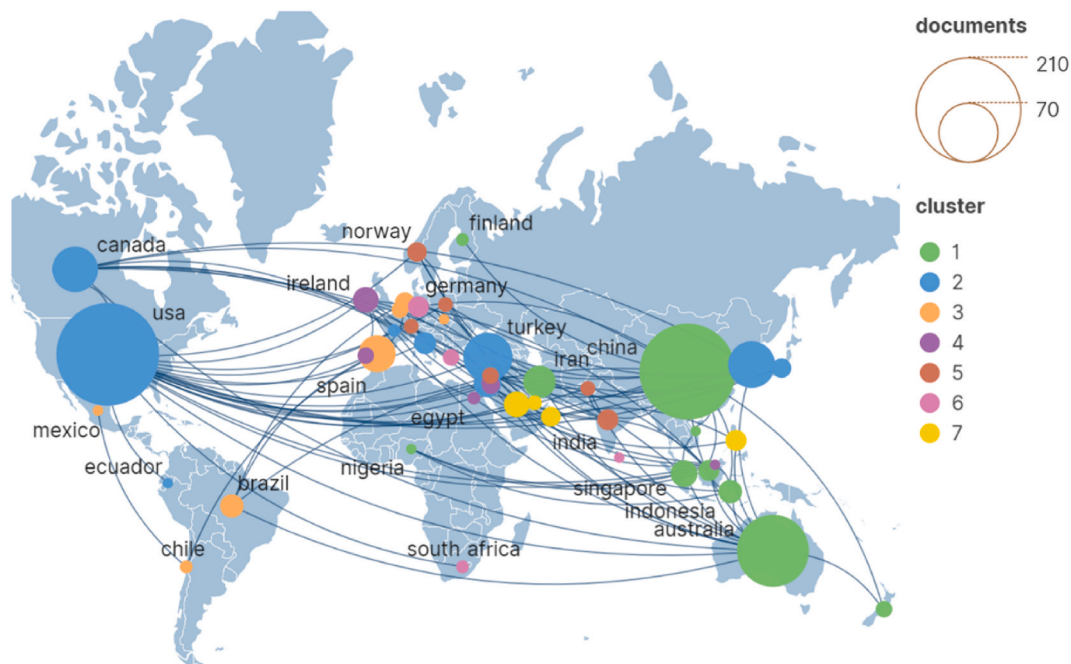 documents
210
70
cluster
1
2
3
4
5
6
7
norway
finland
canada
ireland
germany
usa
turkey
iran
china
spain
egypt
mexico
india
ecuador
nigeria
brazil
singapore
indonesia
australia
chile
south africa